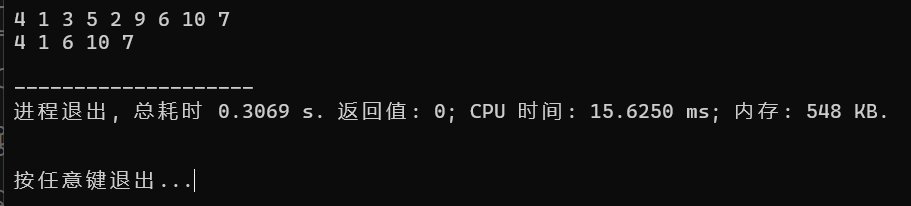 4 1 3 5 2 9 6 10 7
4 1 6 10 7
--------------------
进程退出，总耗时 0.3069 s. 返回值: 0; CPU 时间: 15.6250 ms; 内存: 548 KB.
按任意键退出...